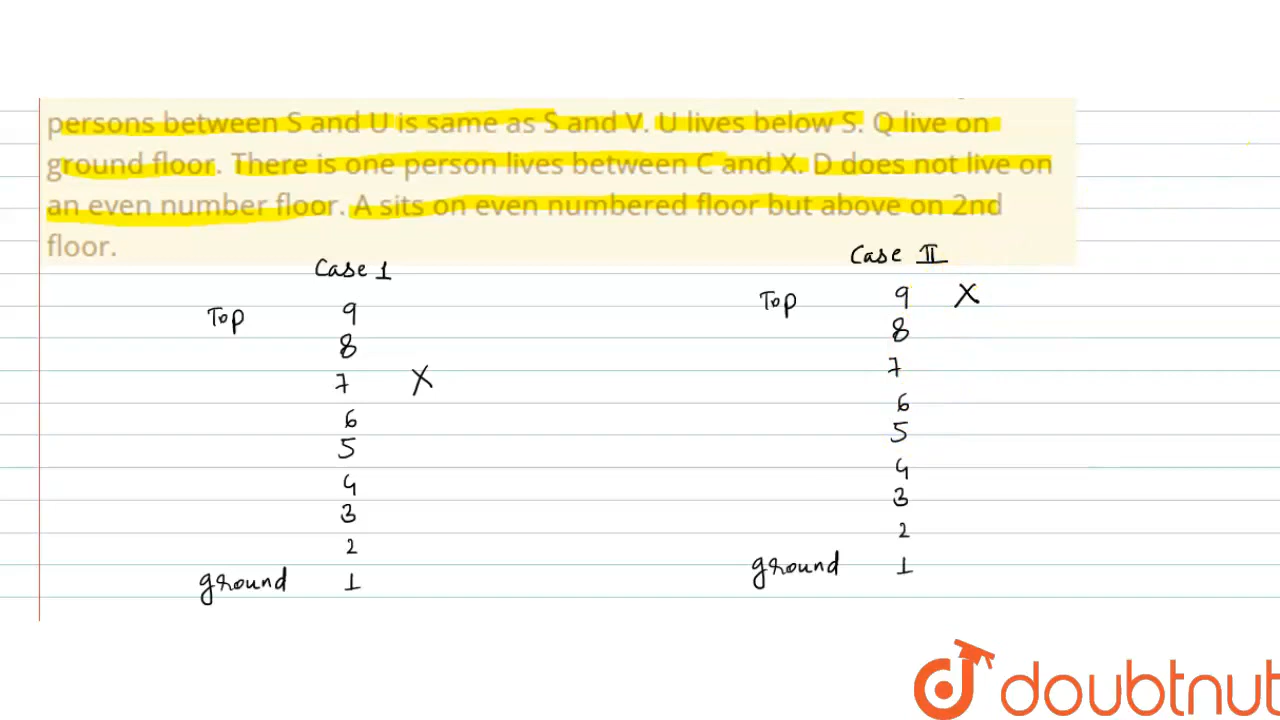 persons between S and U is same as S and V. U lives below S. Q live on
ground floor. There is one person lives between C and X. D does not live on
an even number floor. A sits on even numbered floor but above on 2nd
floor.
Case 1
Top 9
8
7 X
6
5
4
3
2
ground 1
Case II
Top 9 X
8
7
6
5
4
3
2
ground 1
doubtnut